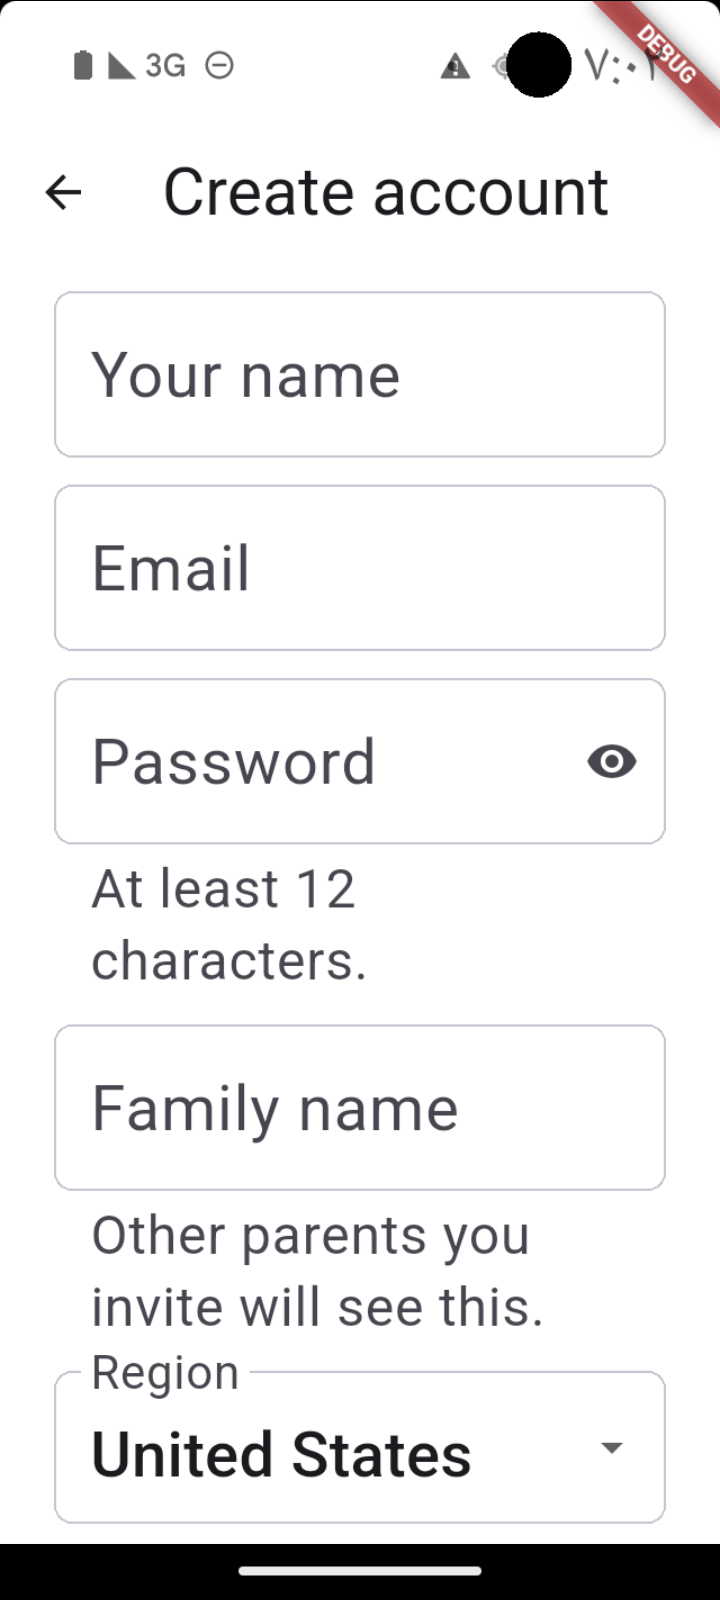 3G
DEBUG
Create account
Your name
Email
Password
At least 12
characters.
Family name
Other parents you
invite will see this.
Region
United States